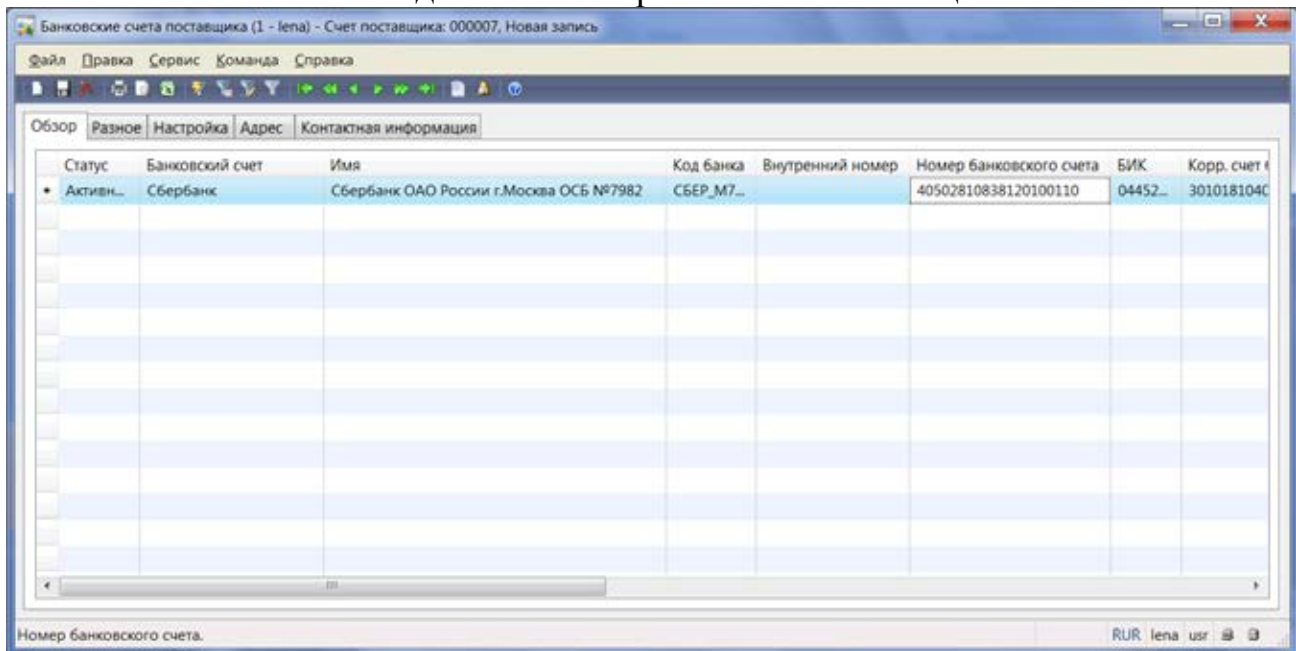 Банковские счета поставщика (1 - lena) - Счет поставщика: 000007, Новая запись
Файл Правка Сервис Команда Справка
Обзор Разное Настройка Адрес Контактная информация
Статус Банковский счет Имя Код банка Внутренний номер Номер банковского счета БИК Корр. счет
Активн... Сбербанк Сбербанк ОАО России г.Москва ОСБ №7982 СБЕР_М7... 40502810838120100110 04452... 301018104
Номер банковского счета. RUR lena usr